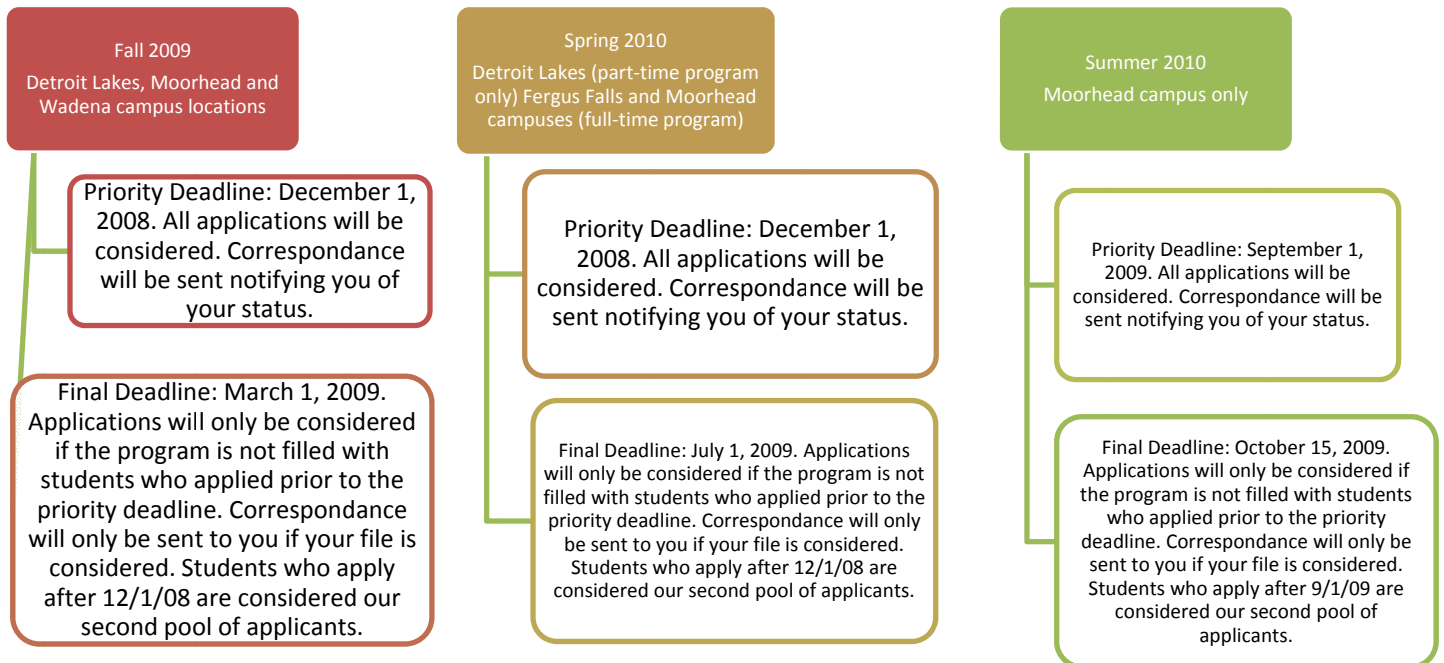 Fall 2009
Detroit Lakes, Moorhead and
Wadena campus locations
Priority Deadline: December 1,
2008. All applications will be
considered. Correspondance
will be sent notifying you of
your status.
Final Deadline: March 1, 2009.
Applications will only be considered
if the program is not filled with
students who applied prior to the
priority deadline. Correspondance
will only be sent to you if your file is
considered. Students who apply
after 12/1/08 are considered our
second pool of applicants.
Spring 2010
Detroit Lakes (part-time program
only) Fergus Falls and Moorhead
campuses (full-time program)
Priority Deadline: December 1,
2008. All applications will be
considered. Correspondance will be
sent notifying you of your status.
Final Deadline: July 1, 2009. Applications
will only be considered if the program is not
filled with students who applied prior to the
priority deadline. Correspondance will only
be sent to you if your file is considered.
Students who apply after 12/1/08 are
considered our second pool of applicants.
Summer 2010
Moorhead campus only
Priority Deadline: September 1,
2009. All applications will be
considered. Correspondance will be
sent notifying you of your status.
Final Deadline: October 15, 2009.
Applications will only be considered if
the program is not filled with students
who applied prior to the priority
deadline. Correspondance will only be
sent to you if your file is considered.
Students who apply after 9/1/09 are
considered our second pool of
applicants.